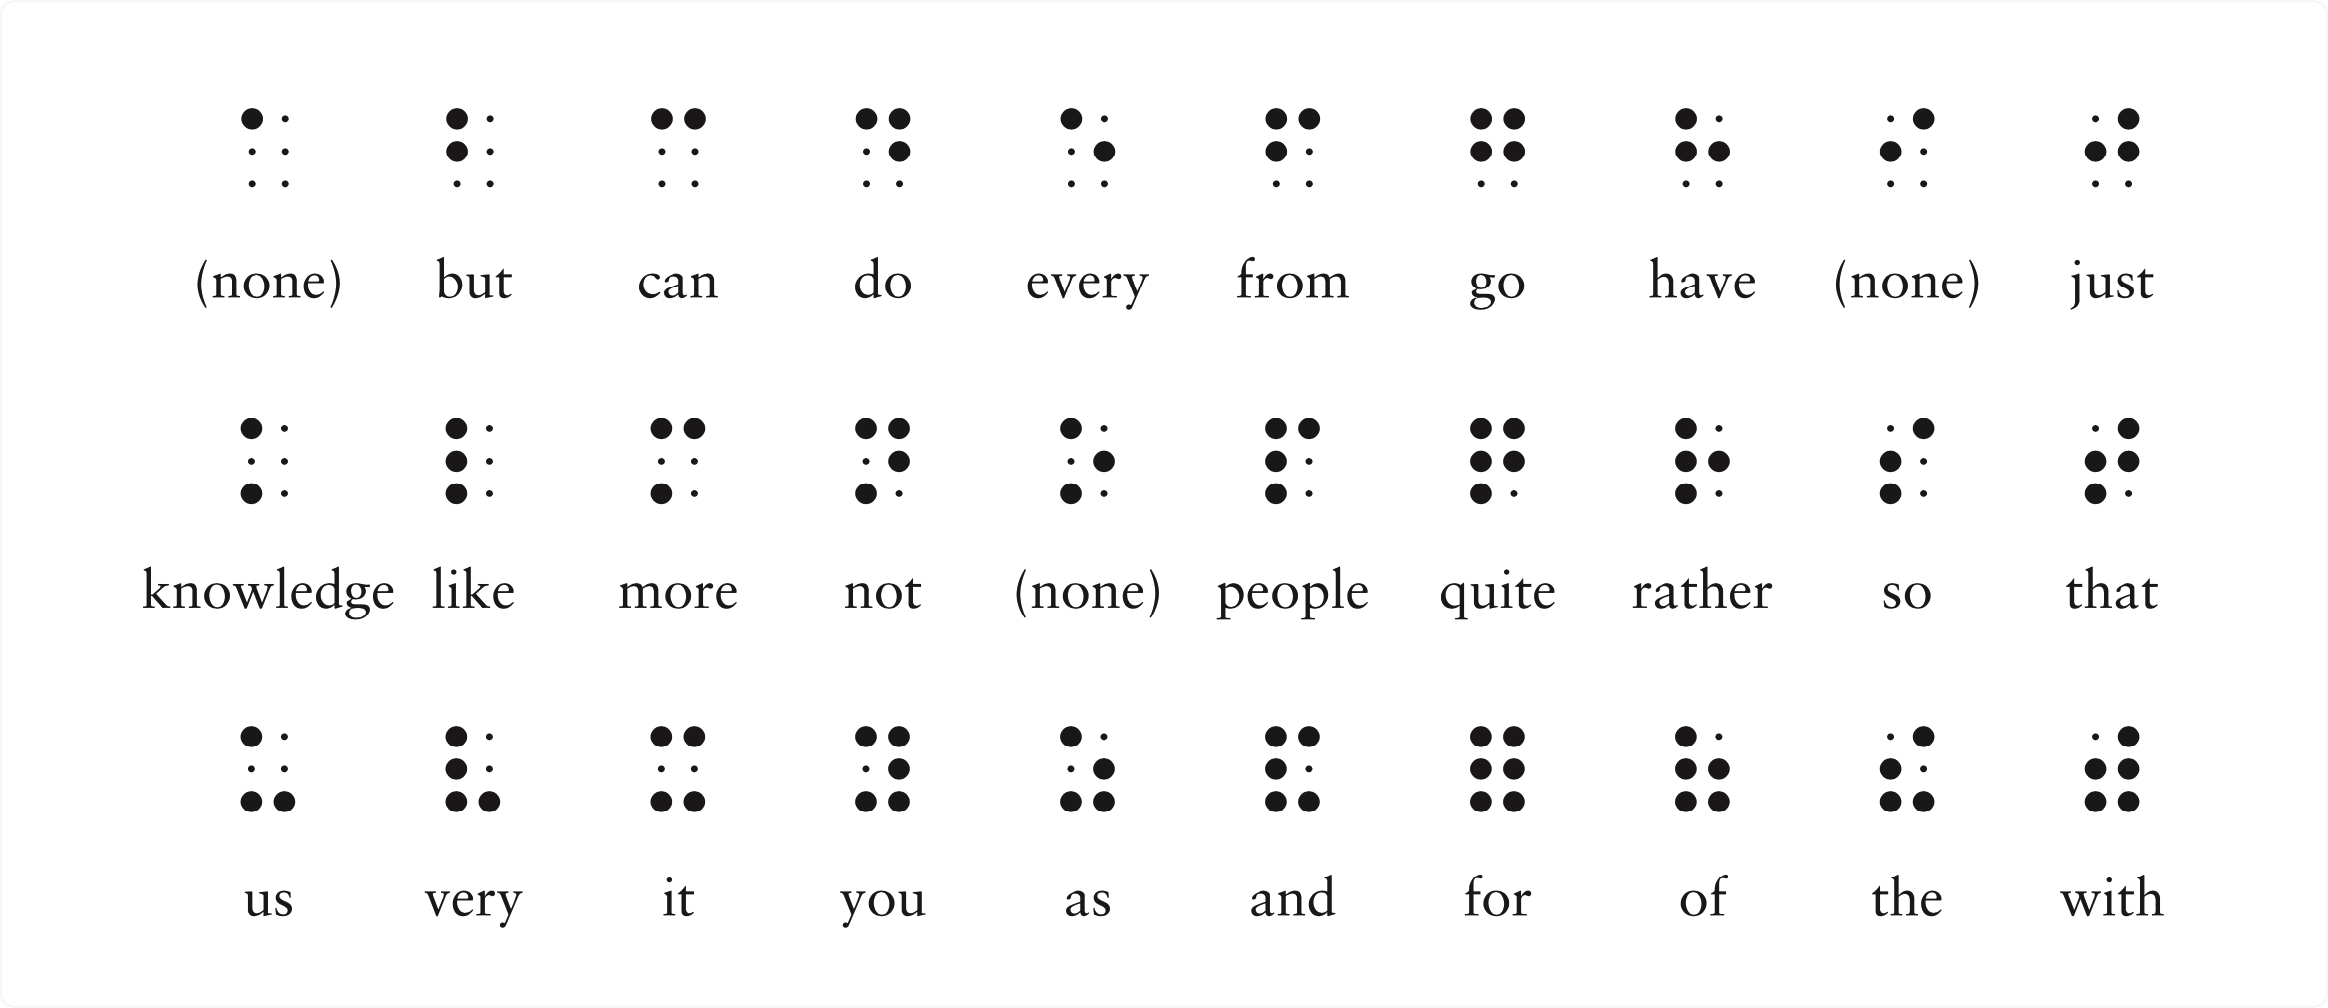 ⠁ ⠃ ⠉ ⠙ ⠑ ⠋ ⠛ ⠓ ⠊ ⠚
(none) but can do every from go have (none) just
⠅ ⠇ ⠍ ⠝ ⠕ ⠏ ⠟ ⠗ ⠎ ⠞
knowledge like more not (none) people quite rather so that
⠥ ⠧ ⠭ ⠽ ⠵ ⠯ ⠿ ⠷ ⠮ ⠾
us very it you as and for of the with